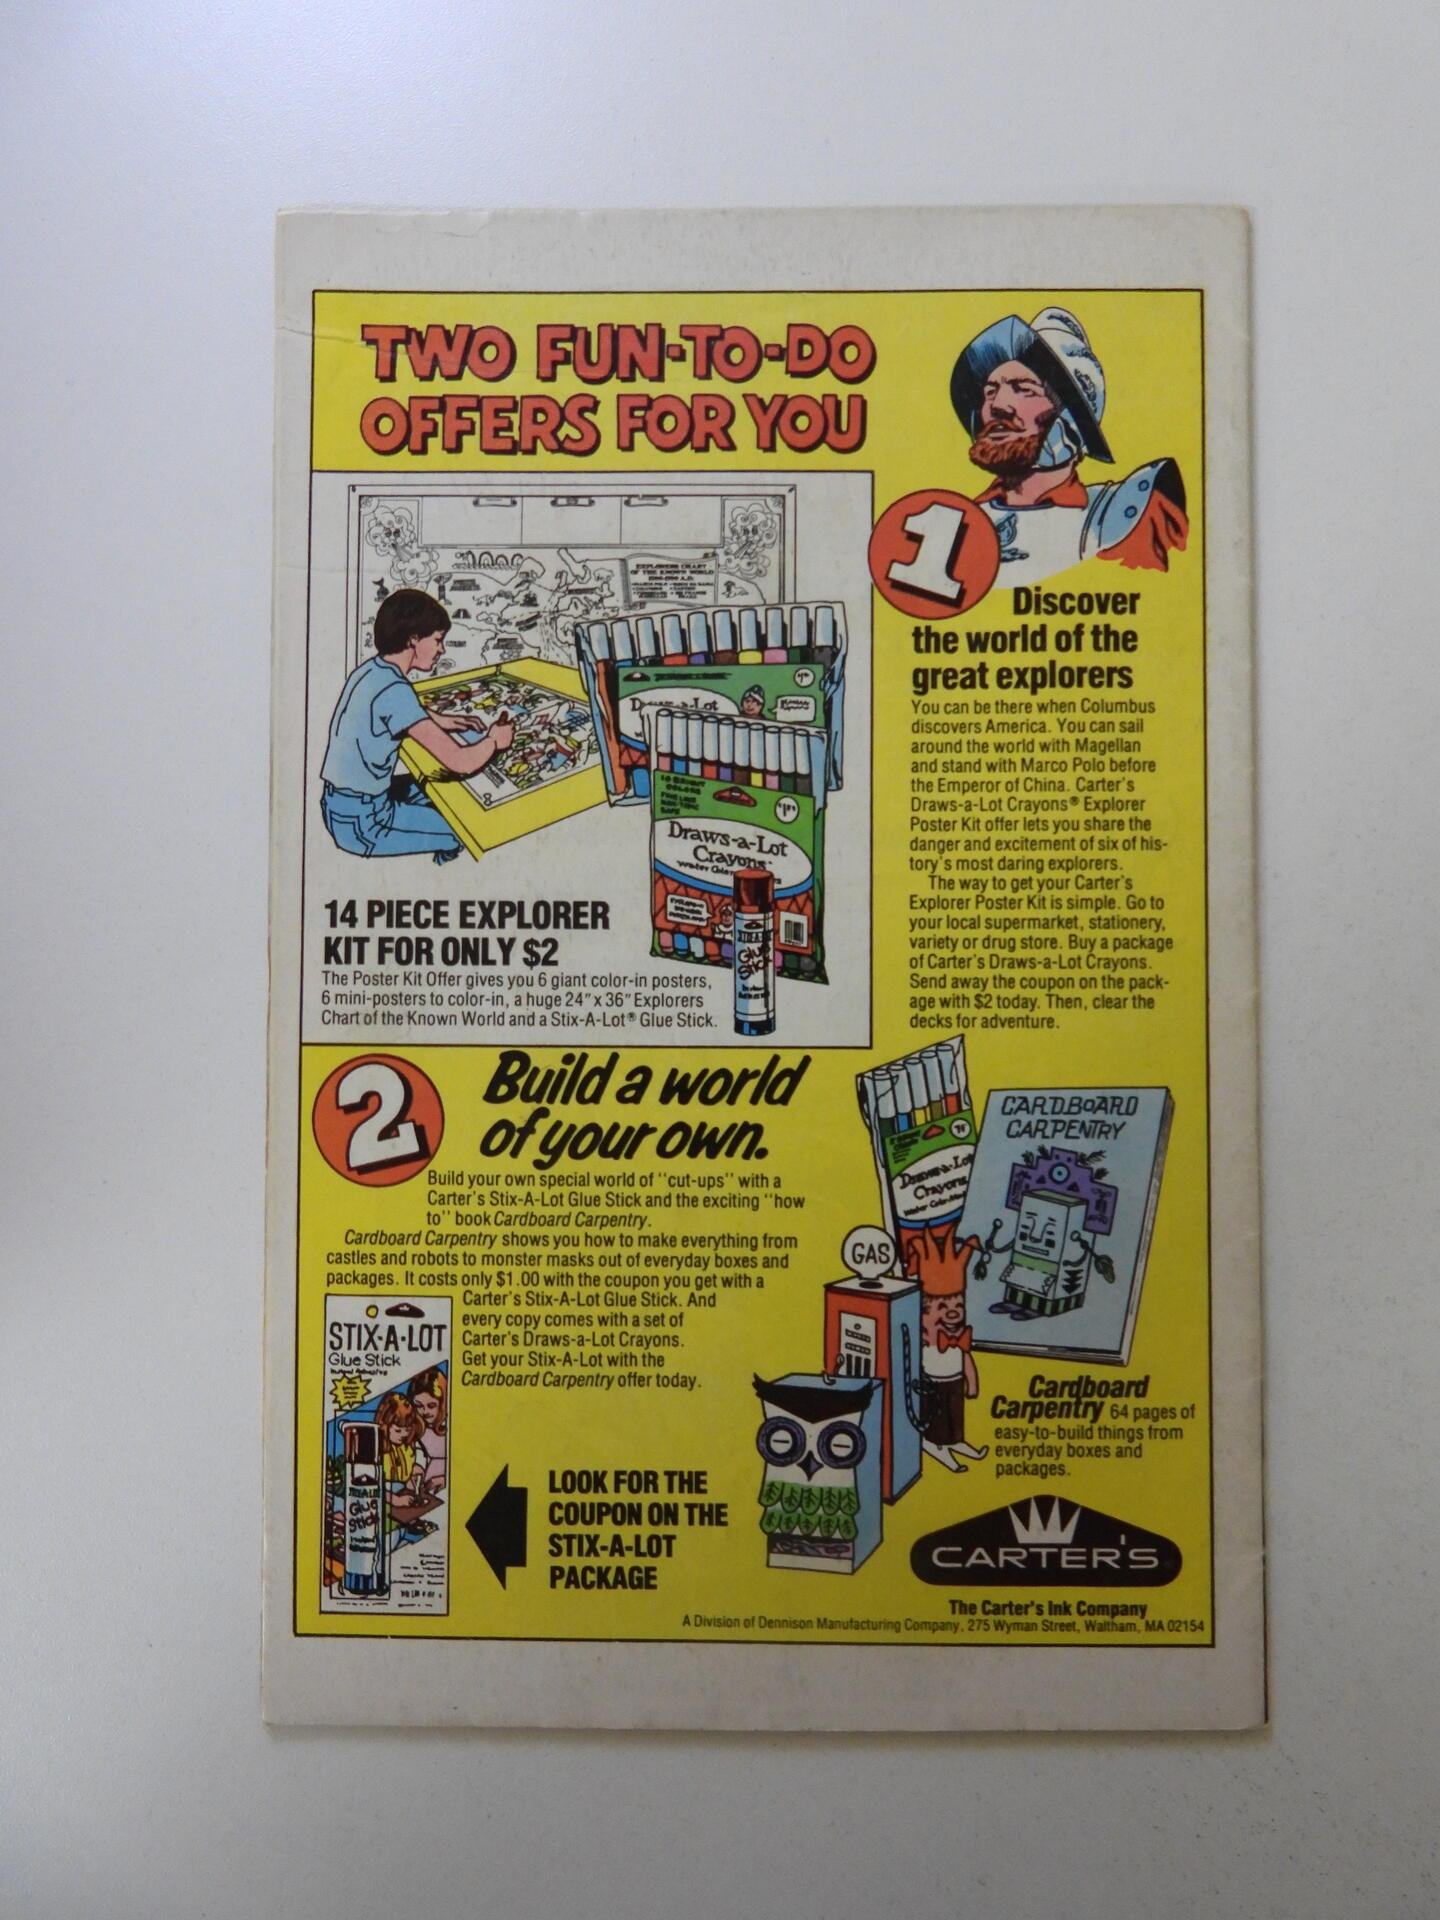 TWO FUN-TO-DO
OFFERS FOR YOU
1
Discover
the world of the
great explorers
You can be there when Columbus
discovers America. You can sail
around the world with Magellan
and stand with Marco Polo before
the Emperor of China. Carter's
Draws-a-Lot Crayons® Explorer
Poster Kit offer lets you share the
danger and excitement of six of his-
tory's most daring explorers.
The way to get your Carter's
Explorer Poster Kit is simple. Go to
your local supermarket, stationery,
variety or drug store. Buy a package
of Carter's Draws-a-Lot Crayons.
Send away the coupon on the pack-
age with $2 today. Then, clear the
decks for adventure.
EXPLORERS CHART
OF THE KNOWN WORLD
Draws-a-Lot
Crayons
Glue
Stick
14 PIECE EXPLORER
KIT FOR ONLY $2
The Poster Kit Offer gives you 6 giant color-in posters,
6 mini-posters to color-in, a huge 24" x 36" Explorers
Chart of the Known World and a Stix-A-Lot® Glue Stick.
2
Build a world
of your own.
Build your own special world of "cut-ups" with a
Carter's Stix-A-Lot Glue Stick and the exciting "how
to" book Cardboard Carpentry.
Cardboard Carpentry shows you how to make everything from
castles and robots to monster masks out of everyday boxes and
packages. It costs only $1.00 with the coupon you get with a
Carter's Stix-A-Lot Glue Stick. And
every copy comes with a set of
Carter's Draws-a-Lot Crayons.
Get your Stix-A-Lot with the
Cardboard Carpentry offer today.
STIX-A-LOT
Glue Stick
Glue
Stick
LOOK FOR THE
COUPON ON THE
STIX-A-LOT
PACKAGE
Draws-a-Lot
Crayons
CARDBOARD
CARPENTRY
GAS
Cardboard
Carpentry 64 pages of
easy-to-build things from
everyday boxes and
packages.
CARTER'S
The Carter's Ink Company
A Division of Dennison Manufacturing Company, 275 Wyman Street, Waltham, MA 02154